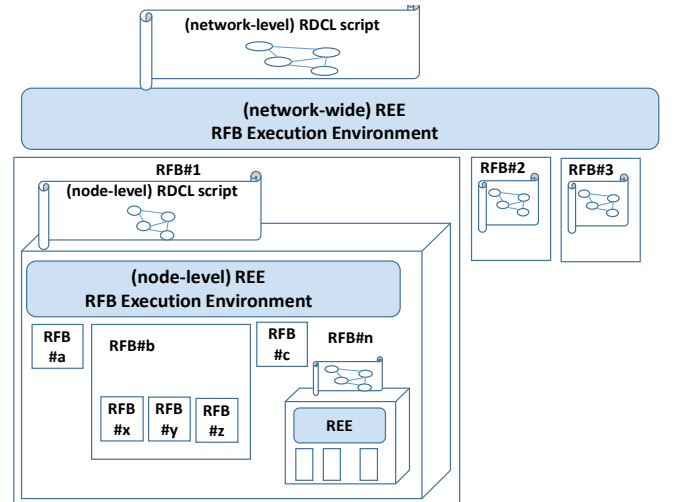 (network-level) RDCL script
(network-wide) REE
RFB Execution Environment
RFB#1
RFB#2
RFB#3
(node-level) RDCL script
(node-level) REE
RFB Execution Environment
RFB
#a
RFB#b
RFB
#c
RFB#n
RFB
#x
RFB
#y
RFB
#z
REE